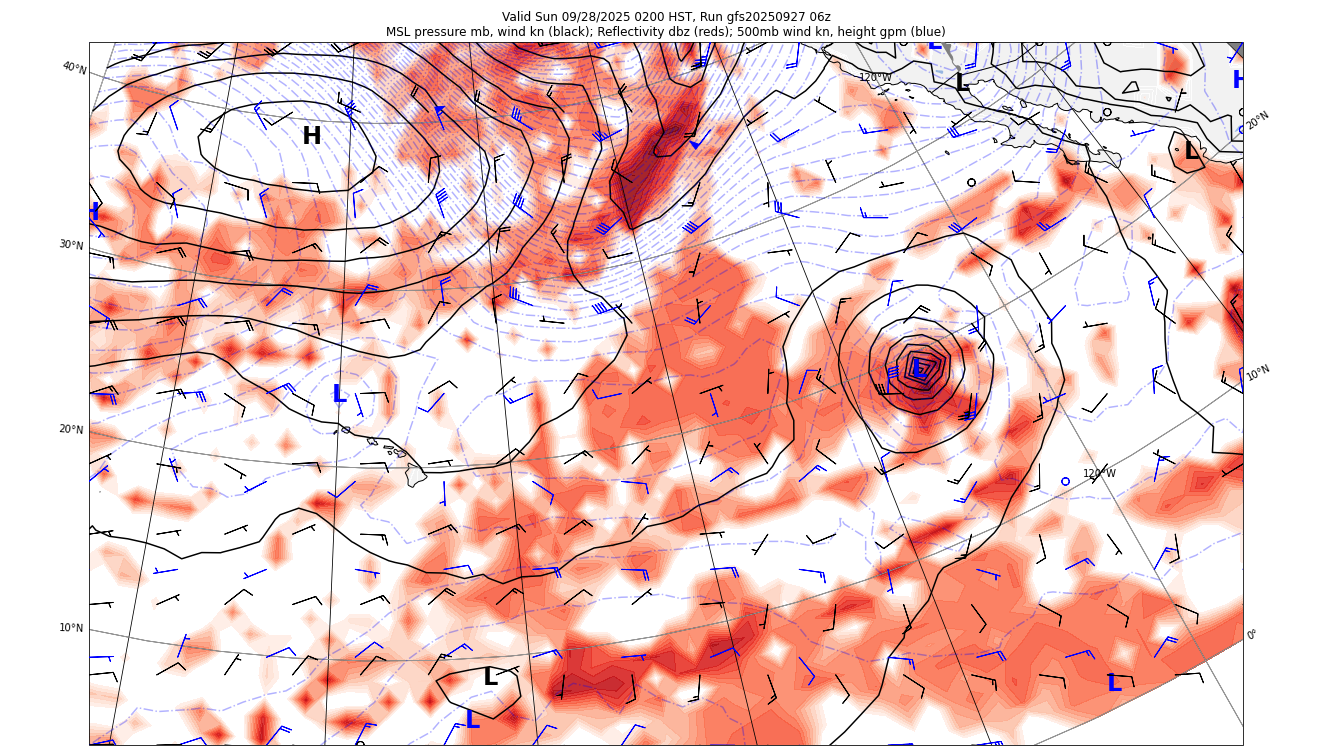 Valid Sun 09/28/2025 0200 HST, Run gfs20250927 06z
MSL pressure mb, wind kn (black); Reflectivity dbz (reds); 500mb wind kn, height gpm (blue)
40°N
120°W
L
L
H
20°N
H
L
H
30°N
L
10°N
L
20°N
120°W
10°N
0°
L
L
L